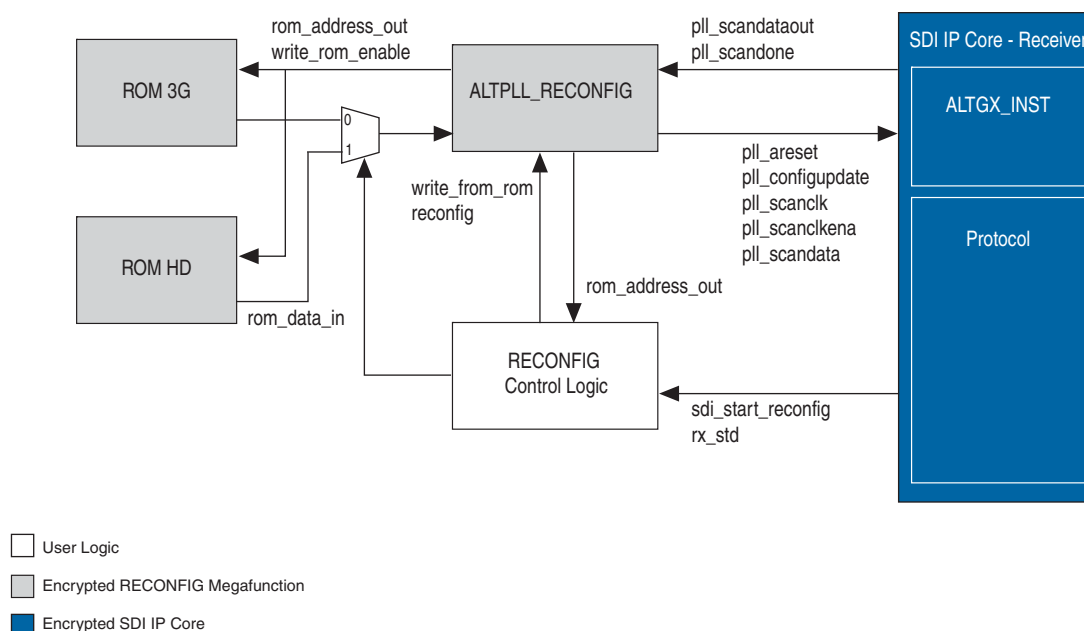 rom_address_out
write_rom_enable
pll_scandataout
pll_scandone
SDI IP Core - Receiver
ROM 3G
ALTPLL_RECONFIG
ALTGX_INST
0
1
write_from_rom
reconfig
pll_areset
pll_configupdate
pll_scanclk
pll_scanclkena
pll_scandata
Protocol
ROM HD
rom_data_in
rom_address_out
RECONFIG
Control Logic
sdi_start_reconfig
rx_std
User Logic
Encrypted RECONFIG Megafunction
Encrypted SDI IP Core